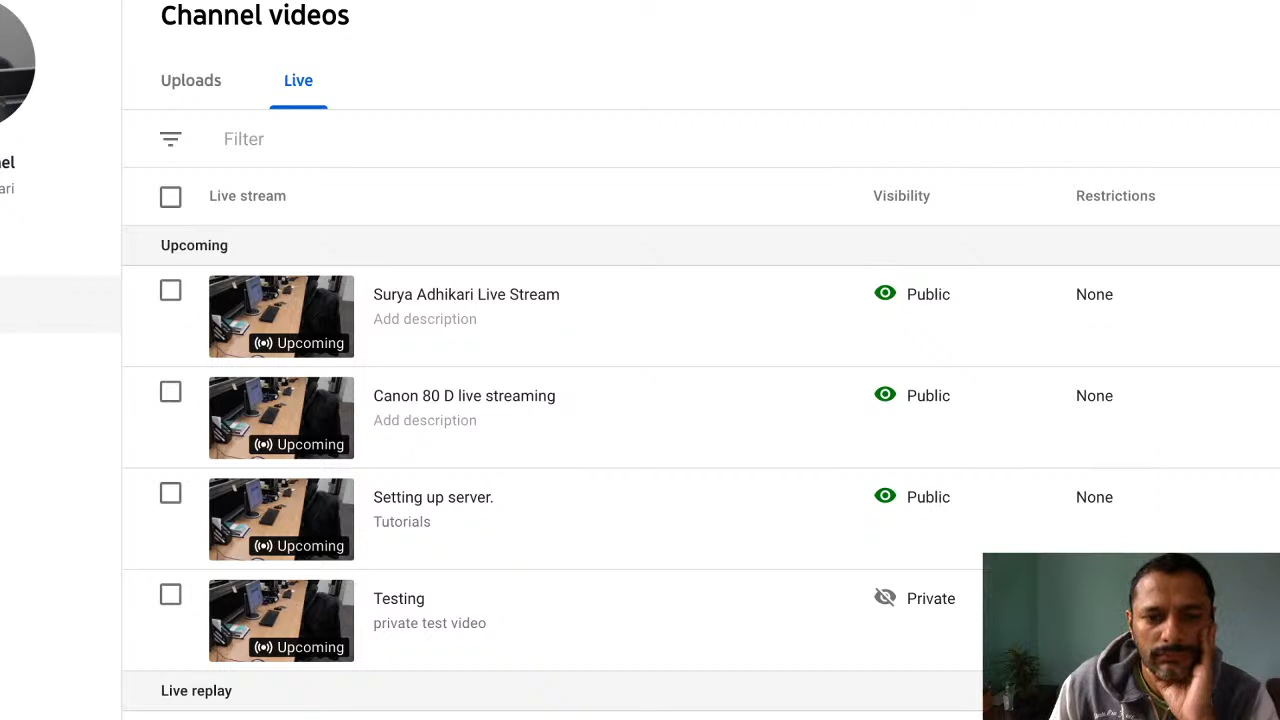 Channel videos
Uploads
Live
Filter
Live stream
Visibility
Restrictions
Upcoming
Surya Adhikari Live Stream
Add description
Upcoming
Public
None
Canon 80 D live streaming
Add description
Upcoming
Public
None
Setting up server.
Tutorials
Upcoming
Public
None
Testing
private test video
Upcoming
Private
Live replay